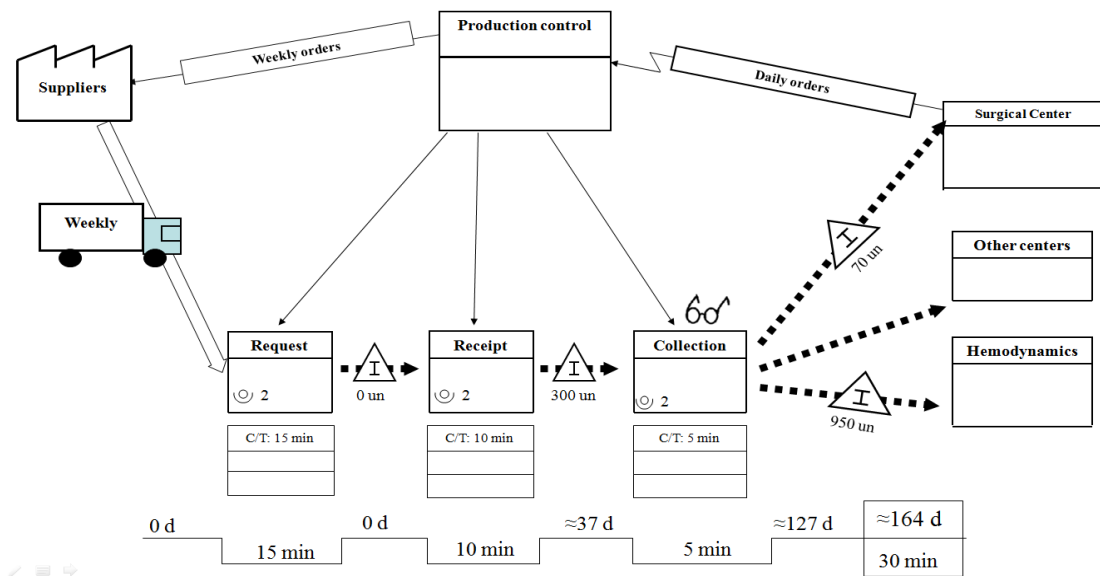 Production control
Weekly orders
Daily orders
Suppliers
Surgical Center
Weekly
70 un
Other centers
Request
Receipt
Collection
Hemodynamics
I
I
I
I
2
0 un
2
300 un
2
950 un
C/T: 15 min
C/T: 10 min
C/T: 5 min
0 d
0 d
≈37 d
≈127 d
≈164 d
15 min
10 min
5 min
30 min